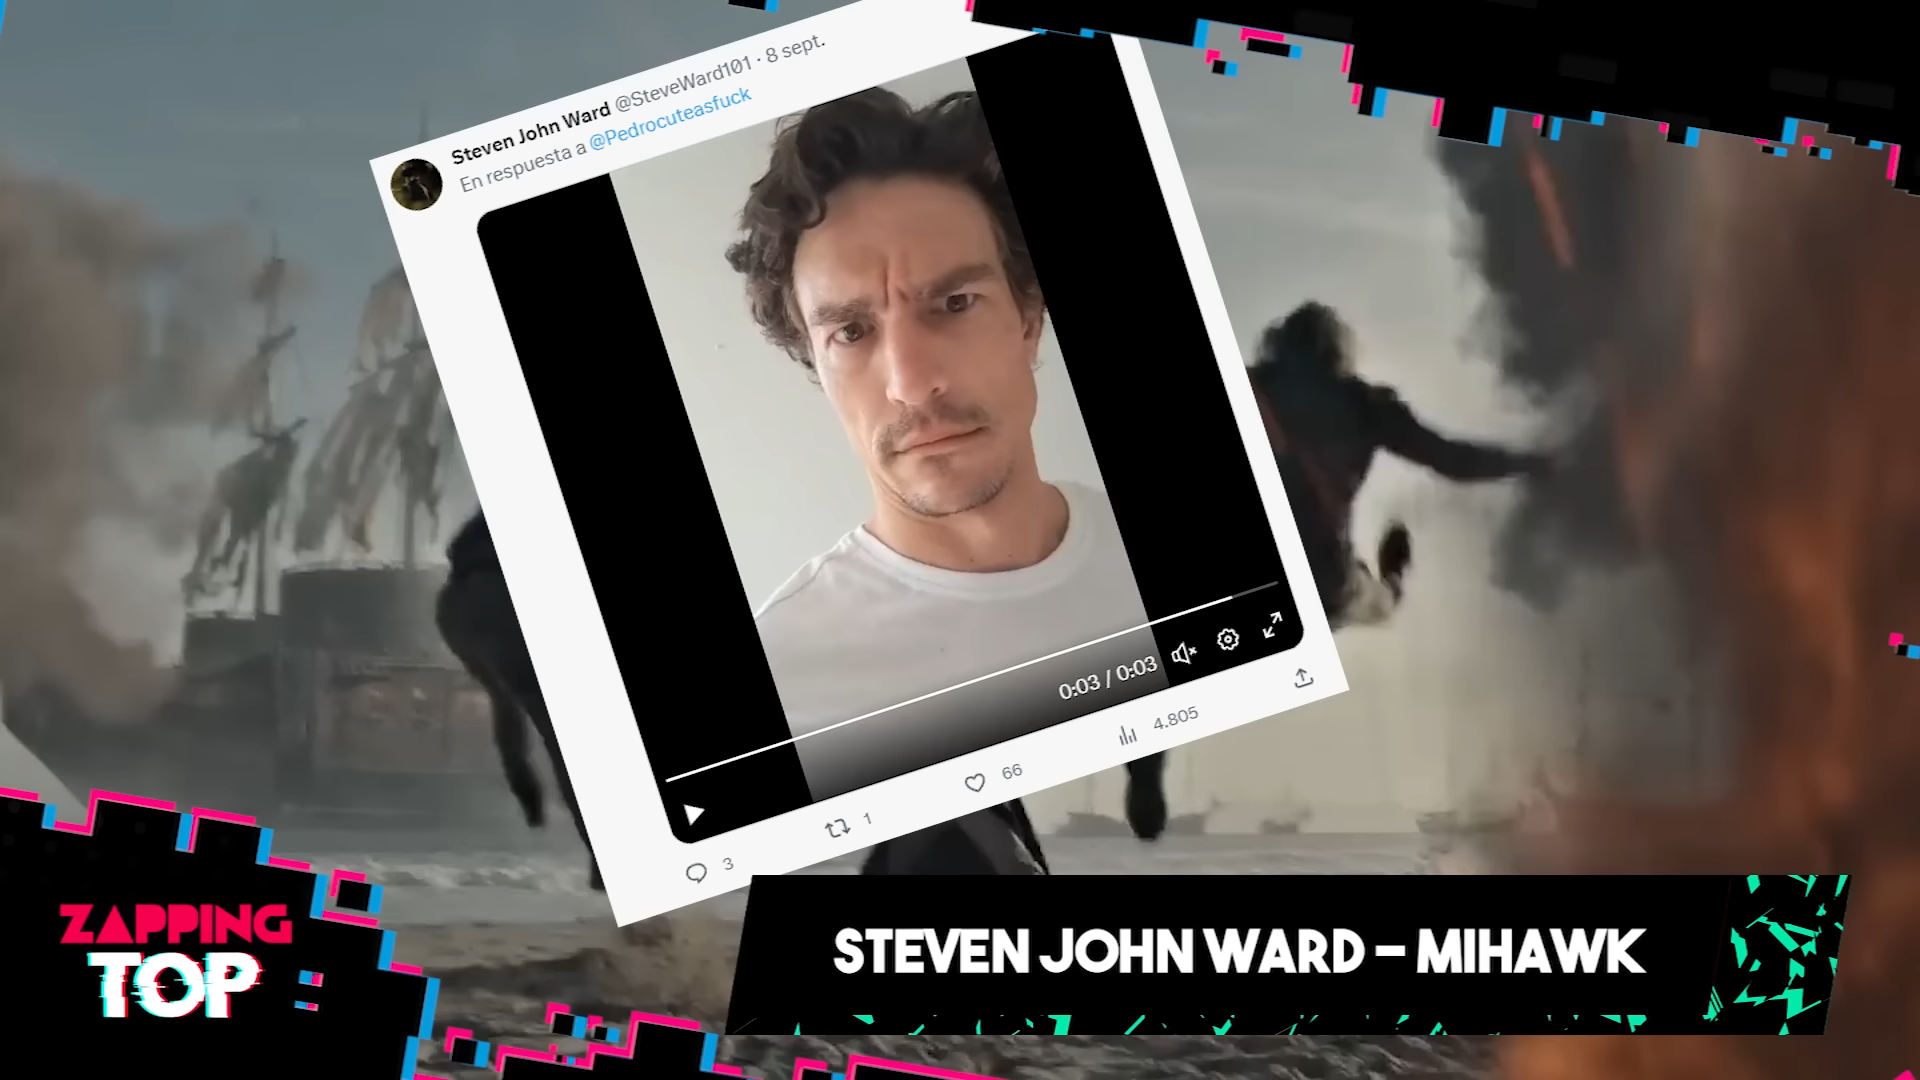 Steven John Ward @SteveWard101 · 8 sept.
En respuesta a @Pedrocuteasfuck
0:03 / 0:03
3
1
66
4.805
ZAPPING
TOP
STEVEN JOHN WARD – MIHAWK